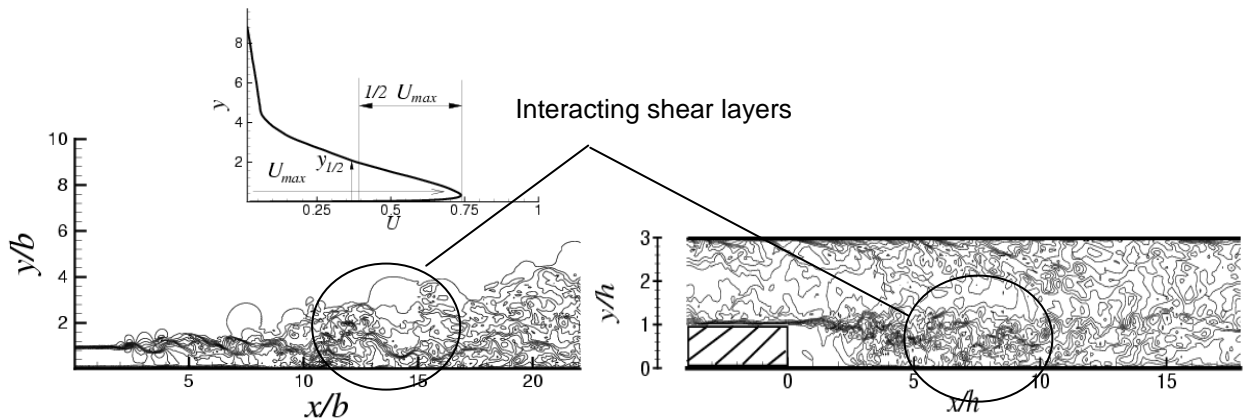 8
6
4
2
y
1/2 U_max
y_1/2
U_max
0.25 0.5 0.75 1
U
Interacting shear layers
10
8
6
4
2
y/b
5 10 15 20
x/b
3
2
1
0
y/h
0 5 10 15
x/h